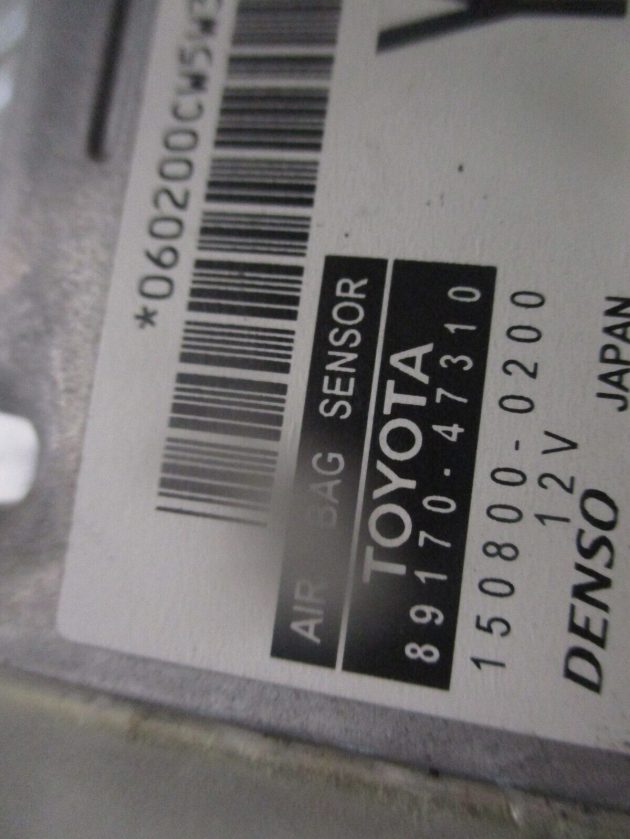 *060200CW5W3
AIR BAG SENSOR
TOYOTA
89170-47310
150800-0200
12V
DENSO JAPAN